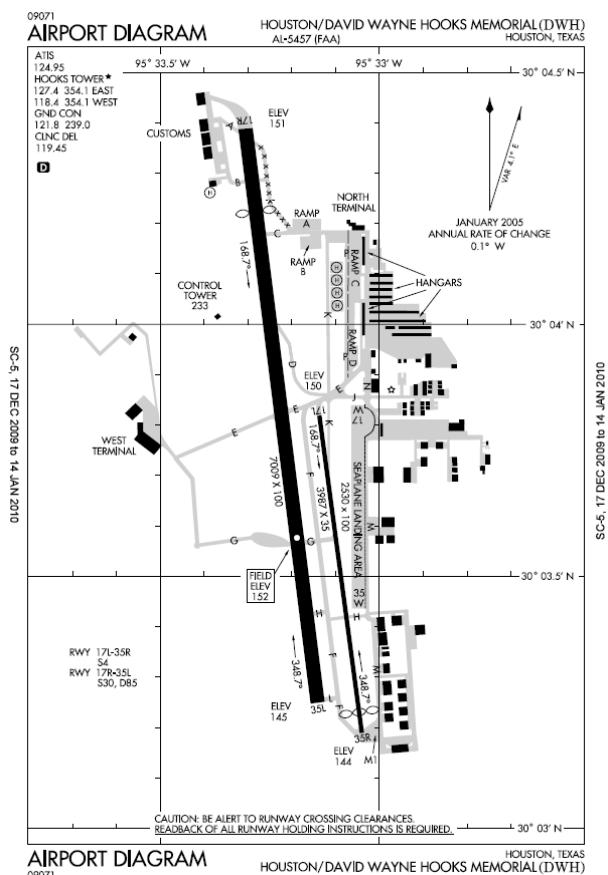 09071
AIRPORT DIAGRAM
HOUSTON/DAVID WAYNE HOOKS MEMORIAL(DWH)
AL-5457 (FAA)
HOUSTON, TEXAS
ATIS
124.95
HOOKS TOWER★
127.4 354.1 EAST
118.4 354.1 WEST
GND CON
121.8 239.0
CLNC DEL
119.45
D
95° 33.5' W
95° 33' W
30° 04.5' N
VAR 4.1° E
JANUARY 2005
ANNUAL RATE OF CHANGE
0.1° W
CUSTOMS
A
17R
ELEV
151
B
H
X X X X X X X X X
C
RAMP
A
RAMP
B
NORTH
TERMINAL
P
RAMP C
HANGARS
H
H
H
H
168.7°
CONTROL
TOWER
233
K
RAMP D
P
30° 04' N
D
ELEV
150
E
N
J
E
E
17L
K
17
W
WEST
TERMINAL
168.7°
7009 X 100
F
3987 X 35
2530 x 100
SEAPLANE LANDING AREA
M
G
G
FIELD
ELEV
152
30° 03.5' N
35
W
H
H
RWY 17L-35R
S4
RWY 17R-35L
S30, D85
348.7°
F
348.7°
M1
ELEV
145
35L
L
F
35R
ELEV
144
M1
CAUTION: BE ALERT TO RUNWAY CROSSING CLEARANCES.
READBACK OF ALL RUNWAY HOLDING INSTRUCTIONS IS REQUIRED.
30° 03' N
SC-5, 17 DEC 2009 to 14 JAN 2010
SC-5, 17 DEC 2009 to 14 JAN 2010
AIRPORT DIAGRAM
09071
HOUSTON, TEXAS
HOUSTON/DAVID WAYNE HOOKS MEMORIAL(DWH)